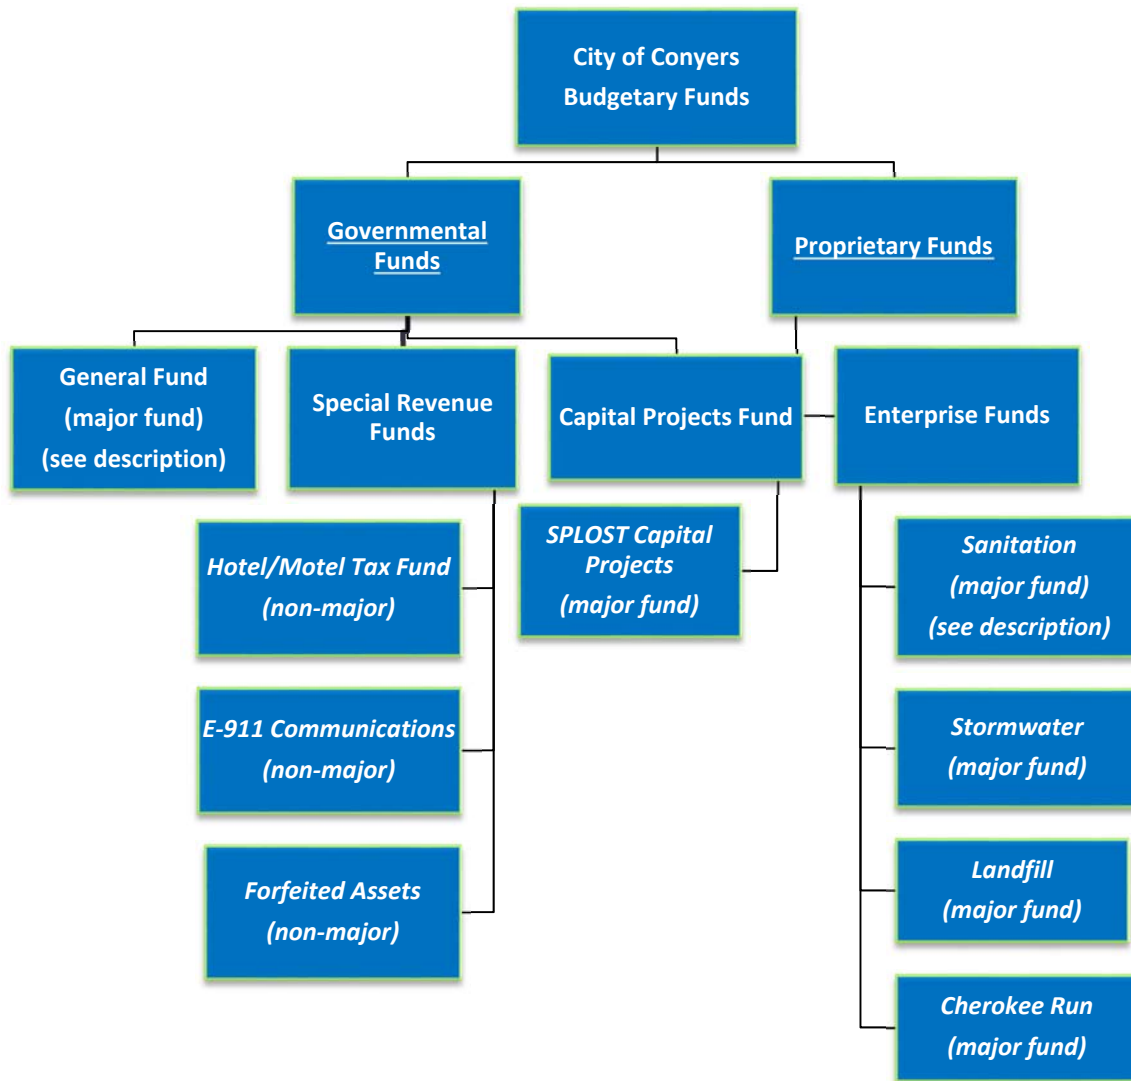 City of Conyers
Budgetary Funds
Governmental
Funds
Proprietary Funds
General Fund
(major fund)
(see description)
Special Revenue
Funds
Capital Projects Fund
Enterprise Funds
Hotel/Motel Tax Fund
(non-major)
E-911 Communications
(non-major)
Forfeited Assets
(non-major)
SPLOST Capital
Projects
(major fund)
Sanitation
(major fund)
(see description)
Stormwater
(major fund)
Landfill
(major fund)
Cherokee Run
(major fund)